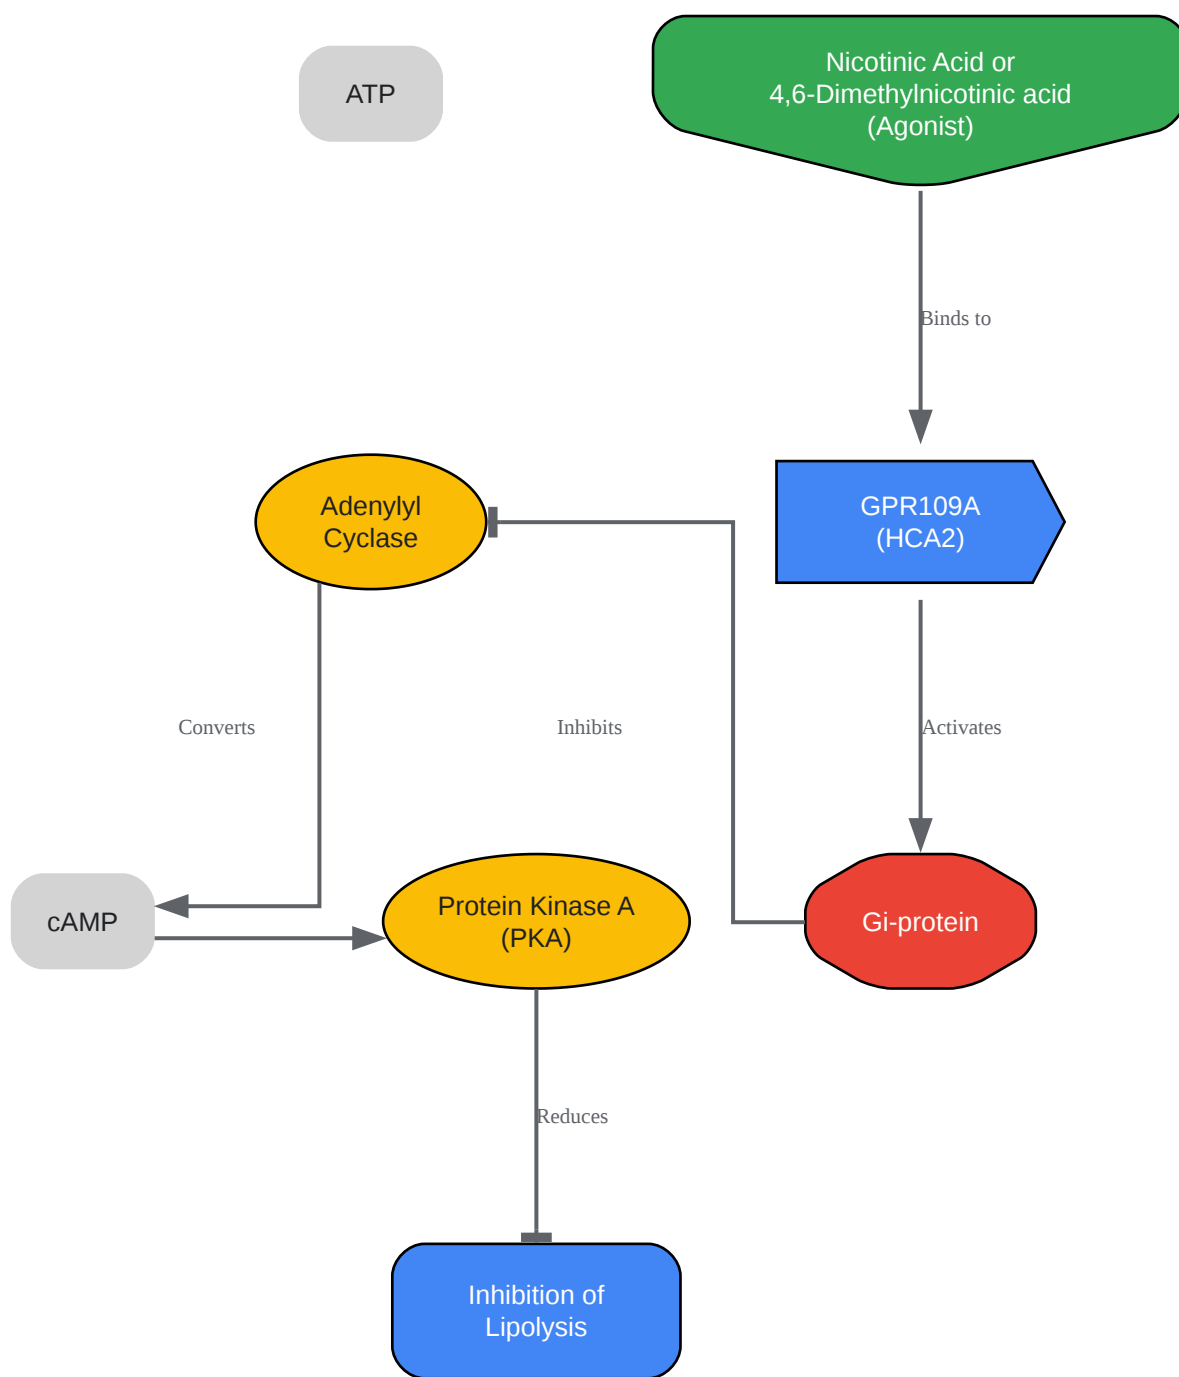 ATP
Nicotinic Acid or
4,6-Dimethylnicotinic acid
(Agonist)
Binds to
Adenylyl
Cyclase
GPR109A
(HCA2)
Converts
Inhibits
Activates
cAMP
Protein Kinase A
(PKA)
Gi-protein
Reduces
Inhibition of
Lipolysis